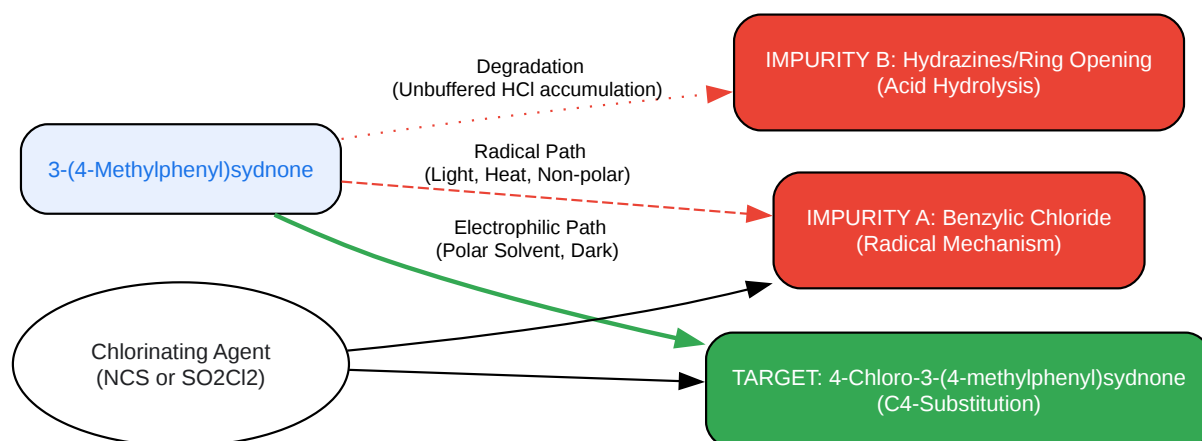 IMPURITY B: Hydrazines/Ring Opening
(Acid Hydrolysis)
Degradation
(Unbuffered HCl accumulation)
3-(4-Methylphenyl)sydnone
Radical Path
(Light, Heat, Non-polar)
IMPURITY A: Benzylic Chloride
(Radical Mechanism)
Electrophilic Path
(Polar Solvent, Dark)
Chlorinating Agent
(NCS or SO2Cl2)
TARGET: 4-Chloro-3-(4-methylphenyl)sydnone
(C4-Substitution)